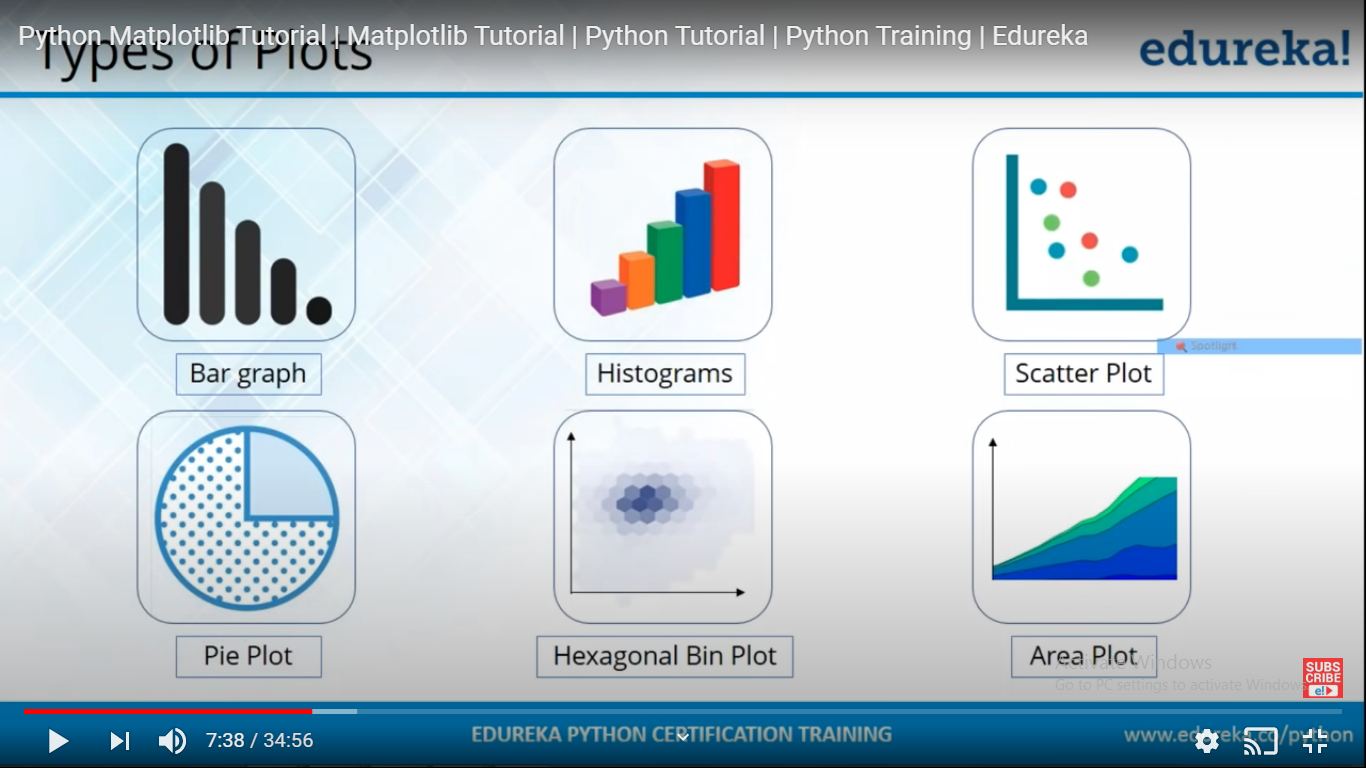 Python Matplotlib Tutorial | Matplotlib Tutorial | Python Tutorial | Python Training | Edureka
Types of Plots
edureka!
Bar graph
Histograms
Scatter Plot
Spotlight
Pie Plot
Hexagonal Bin Plot
Area Plot
Activate Windows
Go to PC settings to activate Windows
SUBS
CRIBE
e!
7:38 / 34:56
EDUREKA PYTHON CERTIFICATION TRAINING
www.edureka.co/python